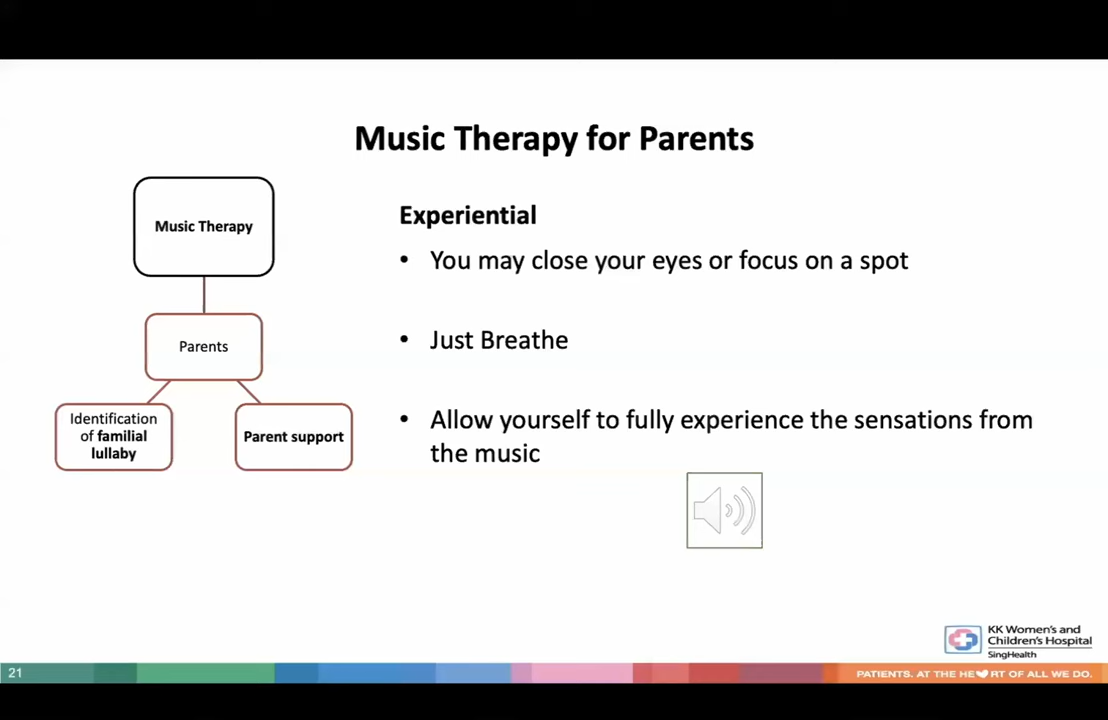 Music Therapy for Parents
Music Therapy
Parents
Identification
of familial
lullaby
Parent support
Experiential
• You may close your eyes or focus on a spot
• Just Breathe
• Allow yourself to fully experience the sensations from
the music
KK Women's and
Children's Hospital
SingHealth
21
PATIENTS. AT THE HE♥RT OF ALL WE DO.